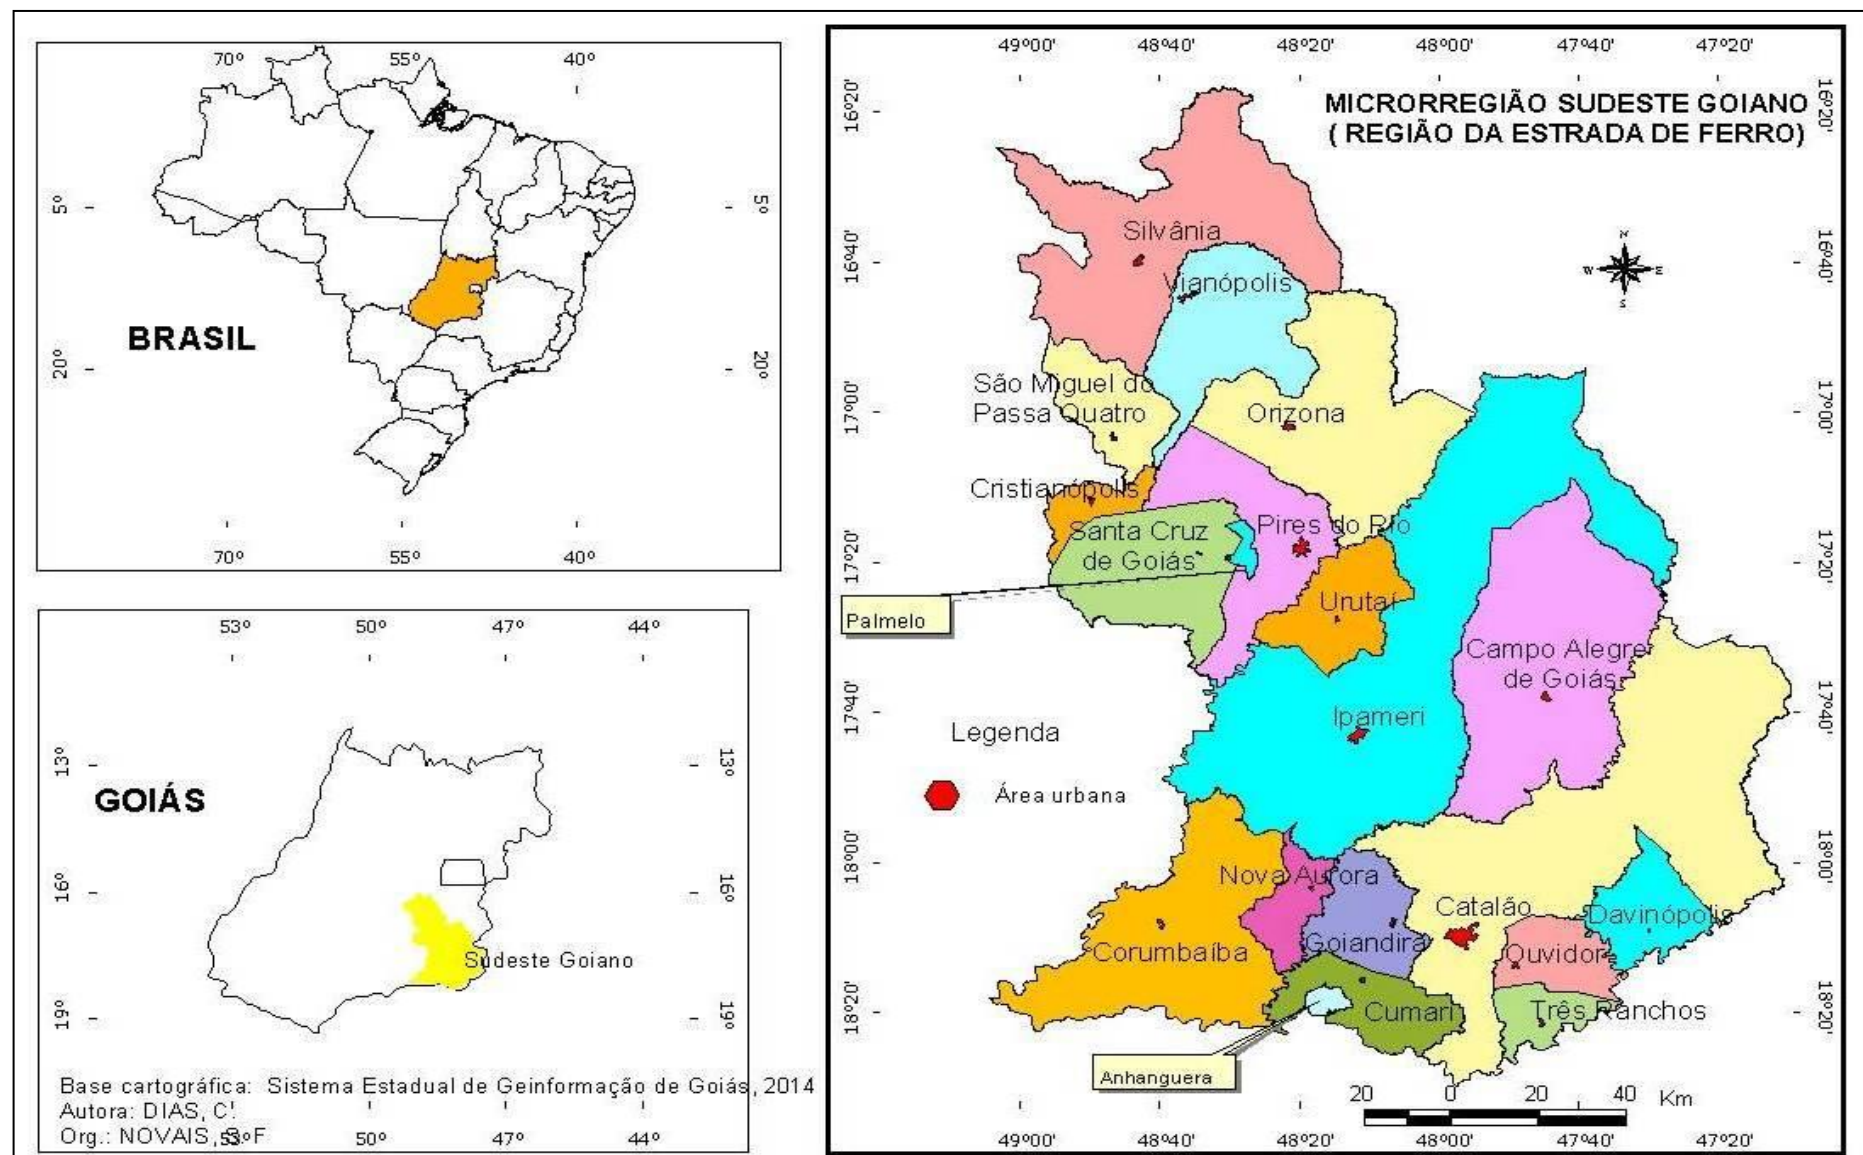 70º 55º 40º
5º 5º
BRASIL
20º 20º
70º 55º 40º
53º 50º 47º 44º
13º 13º
GOIÁS
16º 16º
Sudeste Goiano
19º 19º
Base cartográfica: Sistema Estadual de Geinformação de Goiás, 2014
Autora: DIAS, C.
Org.: NOVAIS, S. F
53º 50º 47º 44º
49º00' 48º40' 48º20' 48º00' 47º40' 47º20'
MICRORREGIÃO SUDESTE GOIANO
( REGIÃO DA ESTRADA DE FERRO)
16º20' 16º20'
N
W E
S
Silvânia
16º40' 16º40'
Vianópolis
São Miguel do
Passa Quatro
Orizona
17º00' 17º00'
Cristianópolis
Santa Cruz
de Goiás
Pires do Rio
17º20' 17º20'
Urutaí
Palmelo
Campo Alegre
de Goiás
17º40' 17º40'
Ipameri
Legenda
Área urbana
18º00' 18º00'
Nova Aurora
Catalão
Davinópolis
Goiandira
Corumbaíba
Ouvidor
18º20' 18º20'
Cumari
Três Ranchos
Anhanguera
20 0 20 40 Km
49º00' 48º40' 48º20' 48º00' 47º40' 47º20'